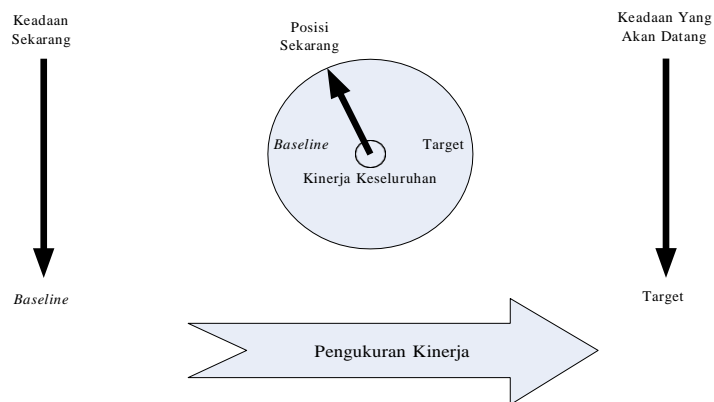 Keadaan
Sekarang
Posisi
Sekarang
Keadaan Yang
Akan Datang
Baseline
Target
Kinerja Keseluruhan
Baseline
Target
Pengukuran Kinerja